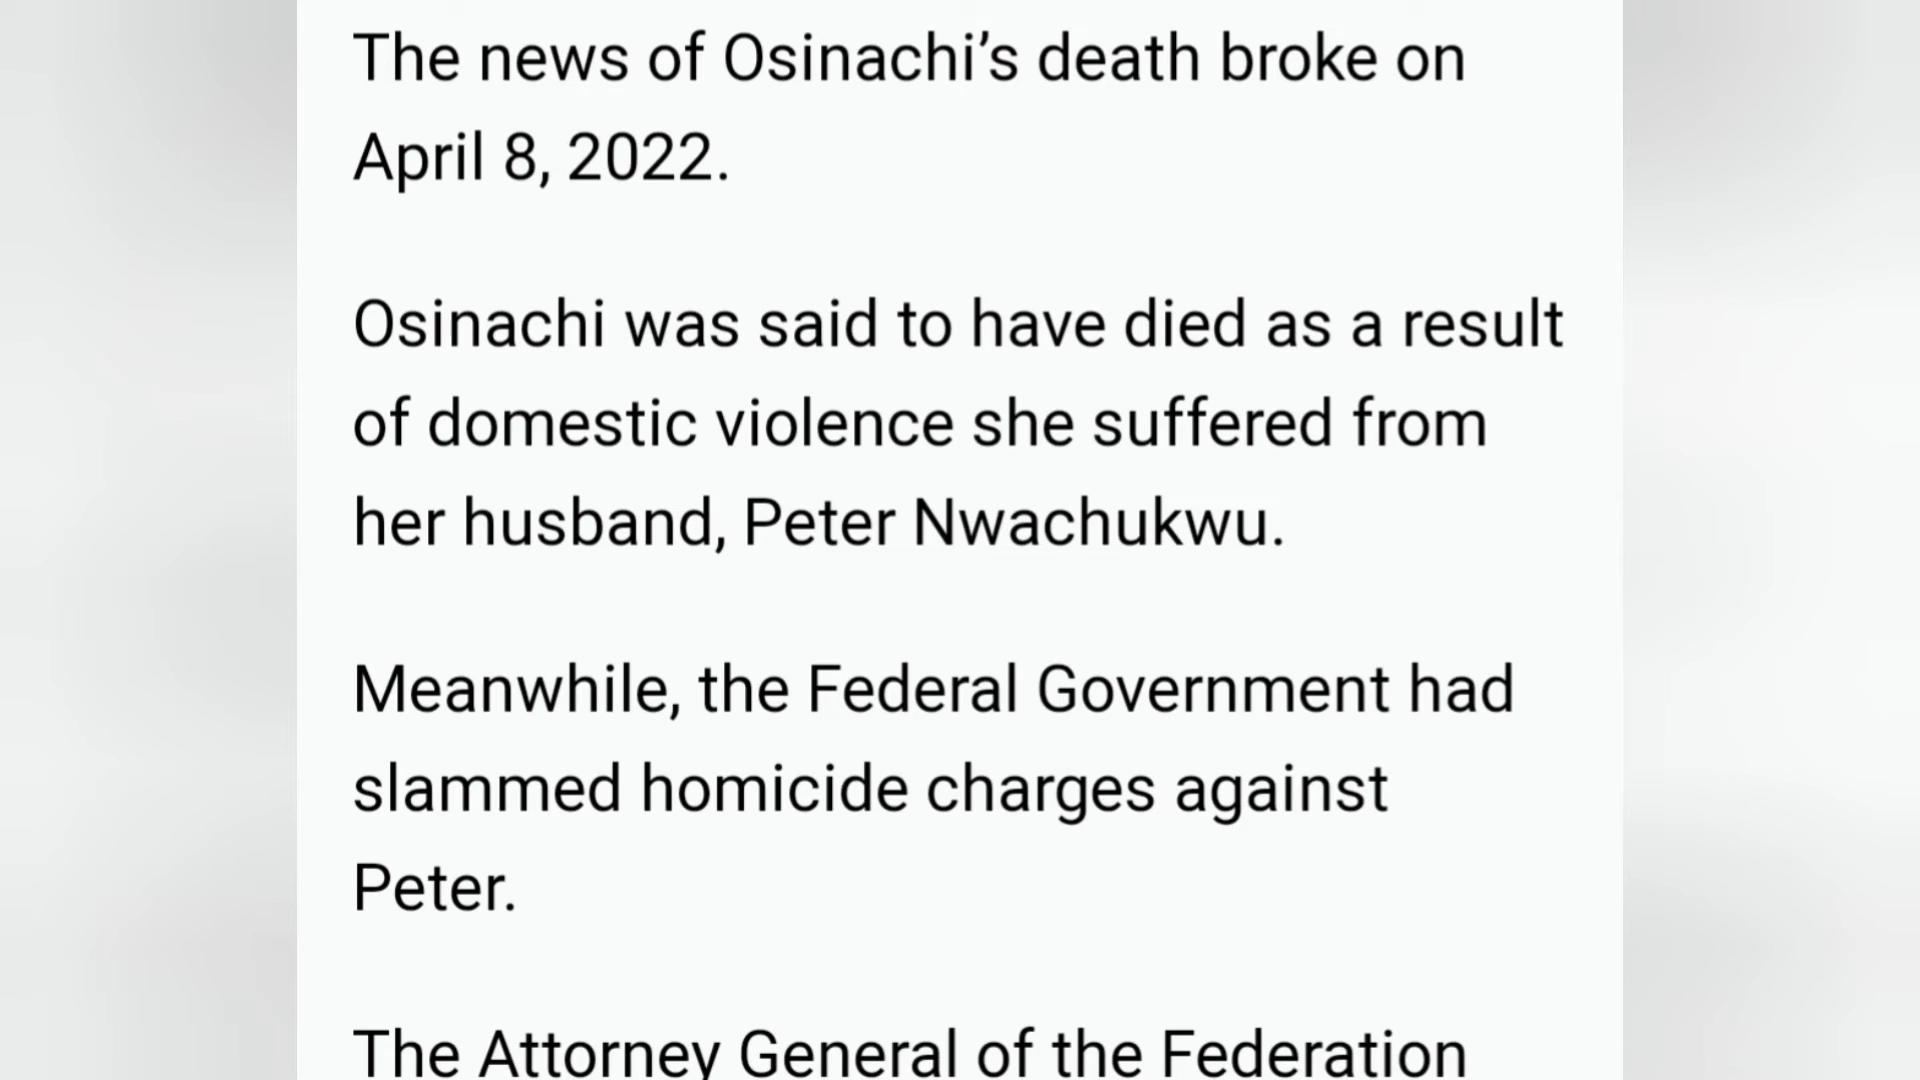 The news of Osinachi’s death broke on
April 8, 2022.
Osinachi was said to have died as a result
of domestic violence she suffered from
her husband, Peter Nwachukwu.
Meanwhile, the Federal Government had
slammed homicide charges against
Peter.
The Attorney General of the Federation